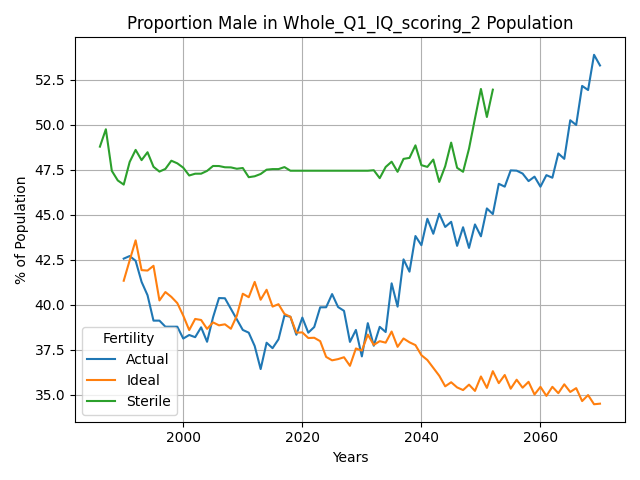 Proportion Male in Whole_Q1_IQ_scoring_2 Population
% of Population
52.5
50.0
47.5
45.0
42.5
40.0
37.5
35.0
Fertility
Actual
Ideal
Sterile
2000
2020
2040
2060
Years